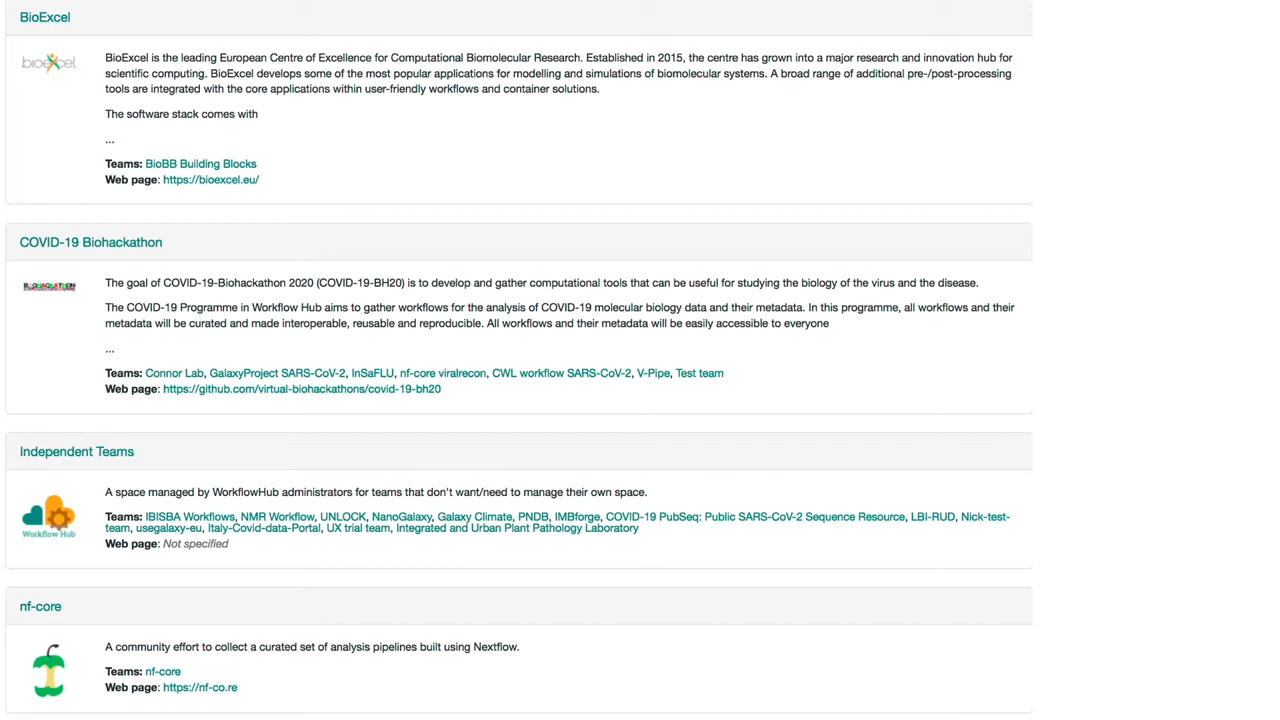 BioExcel
bioexcel
BioExcel is the leading European Centre of Excellence for Computational Biomolecular Research. Established in 2015, the centre has grown into a major research and innovation hub for
scientific computing. BioExcel develops some of the most popular applications for modelling and simulations of biomolecular systems. A broad range of additional pre-/post-processing
tools are integrated with the core applications within user-friendly workflows and container solutions.
The software stack comes with
...
Teams: BioBB Building Blocks
Web page: https://bioexcel.eu/
COVID-19 Biohackathon
BIOHACKATHON
The goal of COVID-19-Biohackathon 2020 (COVID-19-BH20) is to develop and gather computational tools that can be useful for studying the biology of the virus and the disease.
The COVID-19 Programme in Workflow Hub aims to gather workflows for the analysis of COVID-19 molecular biology data and their metadata. In this programme, all workflows and their
metadata will be curated and made interoperable, reusable and reproducible. All workflows and their metadata will be easily accessible to everyone
...
Teams: Connor Lab, GalaxyProject SARS-CoV-2, InSaFLU, nf-core viralrecon, CWL workflow SARS-CoV-2, V-Pipe, Test team
Web page: https://github.com/virtual-biohackathons/covid-19-bh20
Independent Teams
Workflow Hub
A space managed by WorkflowHub administrators for teams that don't want/need to manage their own space.
Teams: IBISBA Workflows, NMR Workflow, UNLOCK, NanoGalaxy, Galaxy Climate, PNDB, IMBforge, COVID-19 PubSeq: Public SARS-CoV-2 Sequence Resource, LBI-RUD, Nick-test-
team, usegalaxy-eu, Italy-Covid-data-Portal, UX trial team, Integrated and Urban Plant Pathology Laboratory
Web page: Not specified
nf-core
A community effort to collect a curated set of analysis pipelines built using Nextflow.
Teams: nf-core
Web page: https://nf-co.re